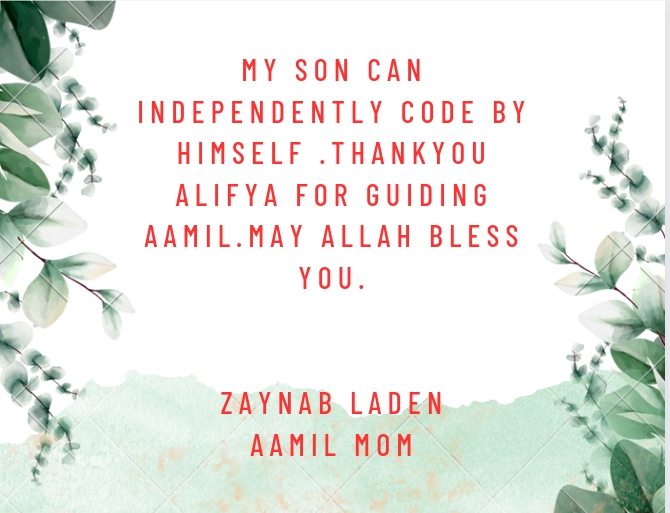 MY SON CAN
INDEPENDENTLY CODE BY
HIMSELF .THANKYOU
ALIFYA FOR GUIDING
AAMIL.MAY ALLAH BLESS
YOU.
ZAYNAB LADEN
AAMIL MOM